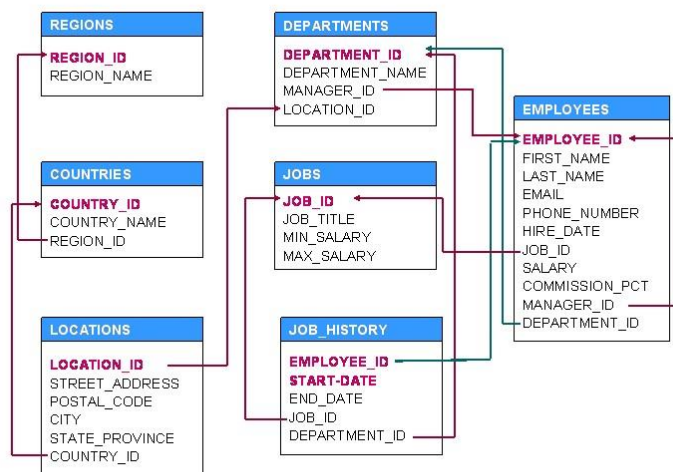 REGIONS
REGION_ID
REGION_NAME
DEPARTMENTS
DEPARTMENT_ID
DEPARTMENT_NAME
MANAGER_ID
LOCATION_ID
EMPLOYEES
EMPLOYEE_ID
FIRST_NAME
LAST_NAME
EMAIL
PHONE_NUMBER
HIRE_DATE
JOB_ID
SALARY
COMMISSION_PCT
MANAGER_ID
DEPARTMENT_ID
COUNTRIES
COUNTRY_ID
COUNTRY_NAME
REGION_ID
JOBS
JOB_ID
JOB_TITLE
MIN_SALARY
MAX_SALARY
LOCATIONS
LOCATION_ID
STREET_ADDRESS
POSTAL_CODE
CITY
STATE_PROVINCE
COUNTRY_ID
JOB_HISTORY
EMPLOYEE_ID
START-DATE
END_DATE
JOB_ID
DEPARTMENT_ID